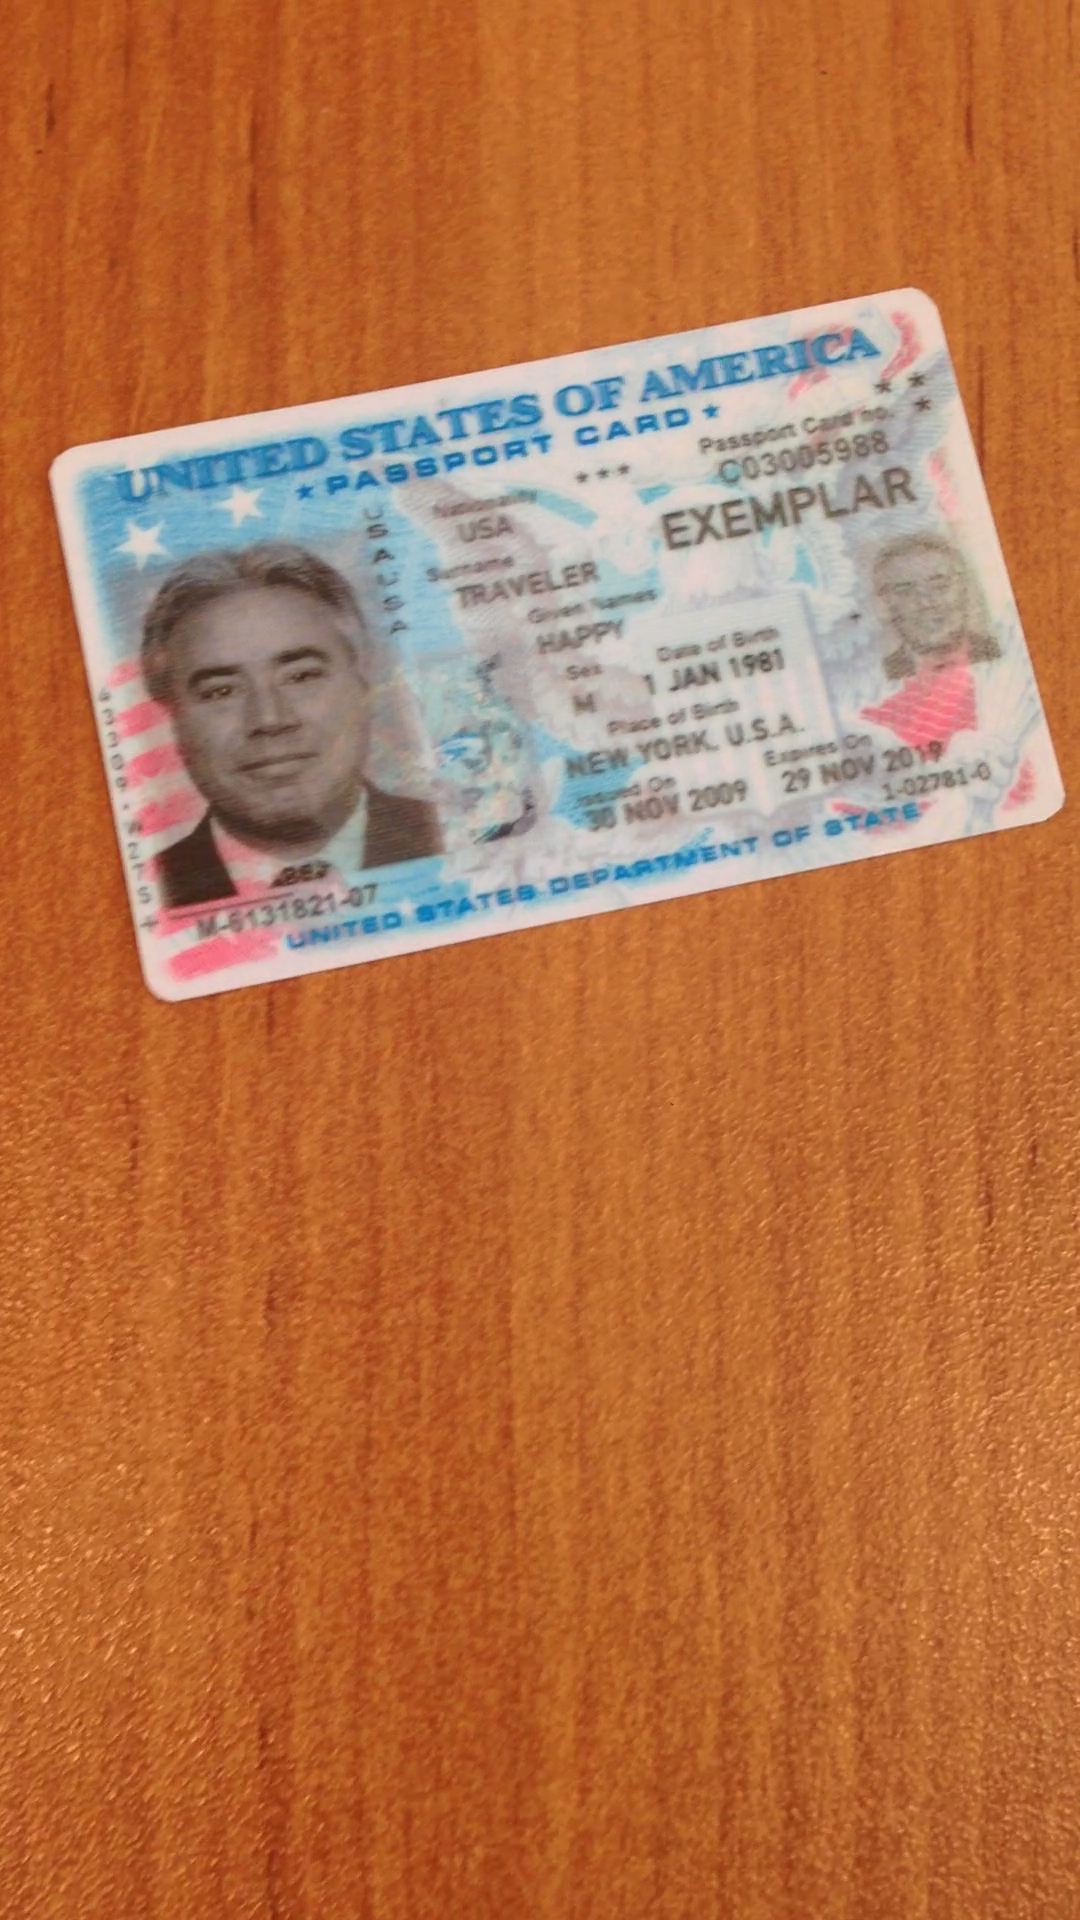 UNITED STATES OF AMERICA
★ PASSPORT CARD ★
Passport Card no.
C03005988
Nationality
USA
EXEMPLAR
Surname
TRAVELER
Given Names
HAPPY
Sex
M
Date of Birth
1 JAN 1981
Place of Birth
NEW YORK, U.S.A.
Issued On
30 NOV 2009
Expires On
29 NOV 2019
1-02781-0
M-6131821-07
UNITED STATES DEPARTMENT OF STATE
USAUSA